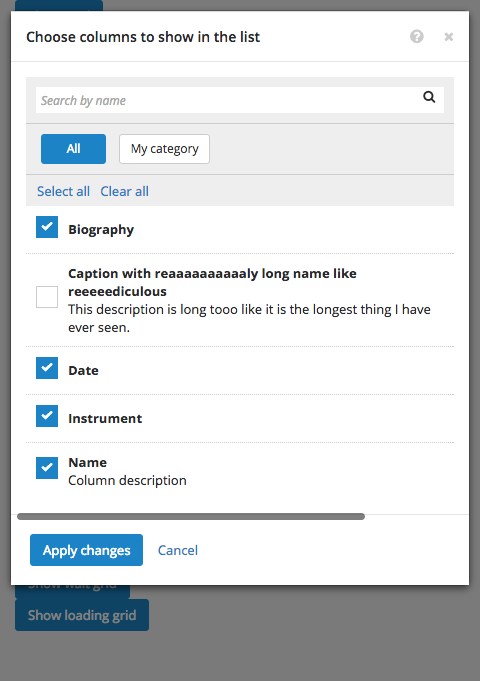 Choose columns to show in the list
Search by name
All
My category
Select all
Clear all
Biography
Caption with reaaaaaaaaaaly long name like
reeeeediculous
This description is long tooo like it is the longest thing I have
ever seen.
Date
Instrument
Name
Column description
Apply changes
Cancel
Show loading grid